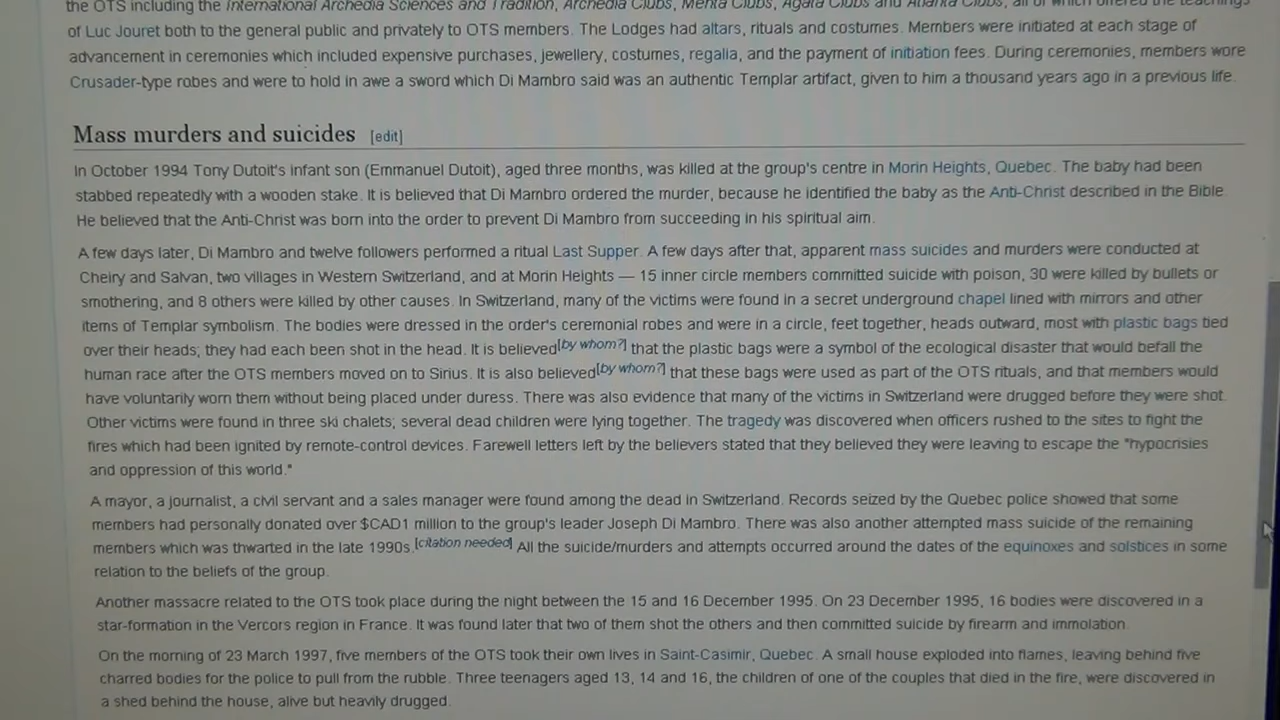 the OTS including the International Archedia Sciences and Tradition, Archedia Clubs, Menta Clubs, Agata Clubs and Atlanta Clubs, all of which offered the teachings
of Luc Jouret both to the general public and privately to OTS members. The Lodges had altars, rituals and costumes. Members were initiated at each stage of
advancement in ceremonies which included expensive purchases, jewellery, costumes, regalia, and the payment of initiation fees. During ceremonies, members wore
Crusader-type robes and were to hold in awe a sword which Di Mambro said was an authentic Templar artifact, given to him a thousand years ago in a previous life.
Mass murders and suicides [edit]
In October 1994 Tony Dutoit's infant son (Emmanuel Dutoit), aged three months, was killed at the group's centre in Morin Heights, Quebec. The baby had been
stabbed repeatedly with a wooden stake. It is believed that Di Mambro ordered the murder, because he identified the baby as the Anti-Christ described in the Bible.
He believed that the Anti-Christ was born into the order to prevent Di Mambro from succeeding in his spiritual aim.
A few days later, Di Mambro and twelve followers performed a ritual Last Supper. A few days after that, apparent mass suicides and murders were conducted at
Cheiry and Salvan, two villages in Western Switzerland, and at Morin Heights — 15 inner circle members committed suicide with poison, 30 were killed by bullets or
smothering, and 8 others were killed by other causes. In Switzerland, many of the victims were found in a secret underground chapel lined with mirrors and other
items of Templar symbolism. The bodies were dressed in the order's ceremonial robes and were in a circle, feet together, heads outward, most with plastic bags tied
over their heads; they had each been shot in the head. It is believed[by whom?] that the plastic bags were a symbol of the ecological disaster that would befall the
human race after the OTS members moved on to Sirius. It is also believed[by whom?] that these bags were used as part of the OTS rituals, and that members would
have voluntarily worn them without being placed under duress. There was also evidence that many of the victims in Switzerland were drugged before they were shot.
Other victims were found in three ski chalets; several dead children were lying together. The tragedy was discovered when officers rushed to the sites to fight the
fires which had been ignited by remote-control devices. Farewell letters left by the believers stated that they believed they were leaving to escape the "hypocrisies
and oppression of this world."
A mayor, a journalist, a civil servant and a sales manager were found among the dead in Switzerland. Records seized by the Quebec police showed that some
members had personally donated over $CAD1 million to the group's leader Joseph Di Mambro. There was also another attempted mass suicide of the remaining
members which was thwarted in the late 1990s.[citation needed] All the suicide/murders and attempts occurred around the dates of the equinoxes and solstices in some
relation to the beliefs of the group.
Another massacre related to the OTS took place during the night between the 15 and 16 December 1995. On 23 December 1995, 16 bodies were discovered in a
star-formation in the Vercors region in France. It was found later that two of them shot the others and then committed suicide by firearm and immolation.
On the morning of 23 March 1997, five members of the OTS took their own lives in Saint-Casimir, Quebec. A small house exploded into flames, leaving behind five
charred bodies for the police to pull from the rubble. Three teenagers aged 13, 14 and 16, the children of one of the couples that died in the fire, were discovered in
a shed behind the house, alive but heavily drugged.